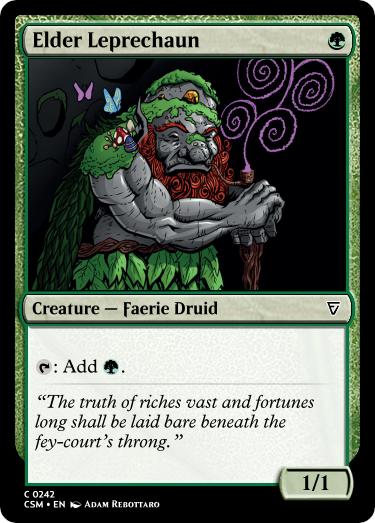 Elder Leprechaun
Creature — Faerie Druid
: Add .
“The truth of riches vast and fortunes
long shall be laid bare beneath the
fey-court’s throng.”
1/1
C 0242
CSM • EN Adam Rebottaro